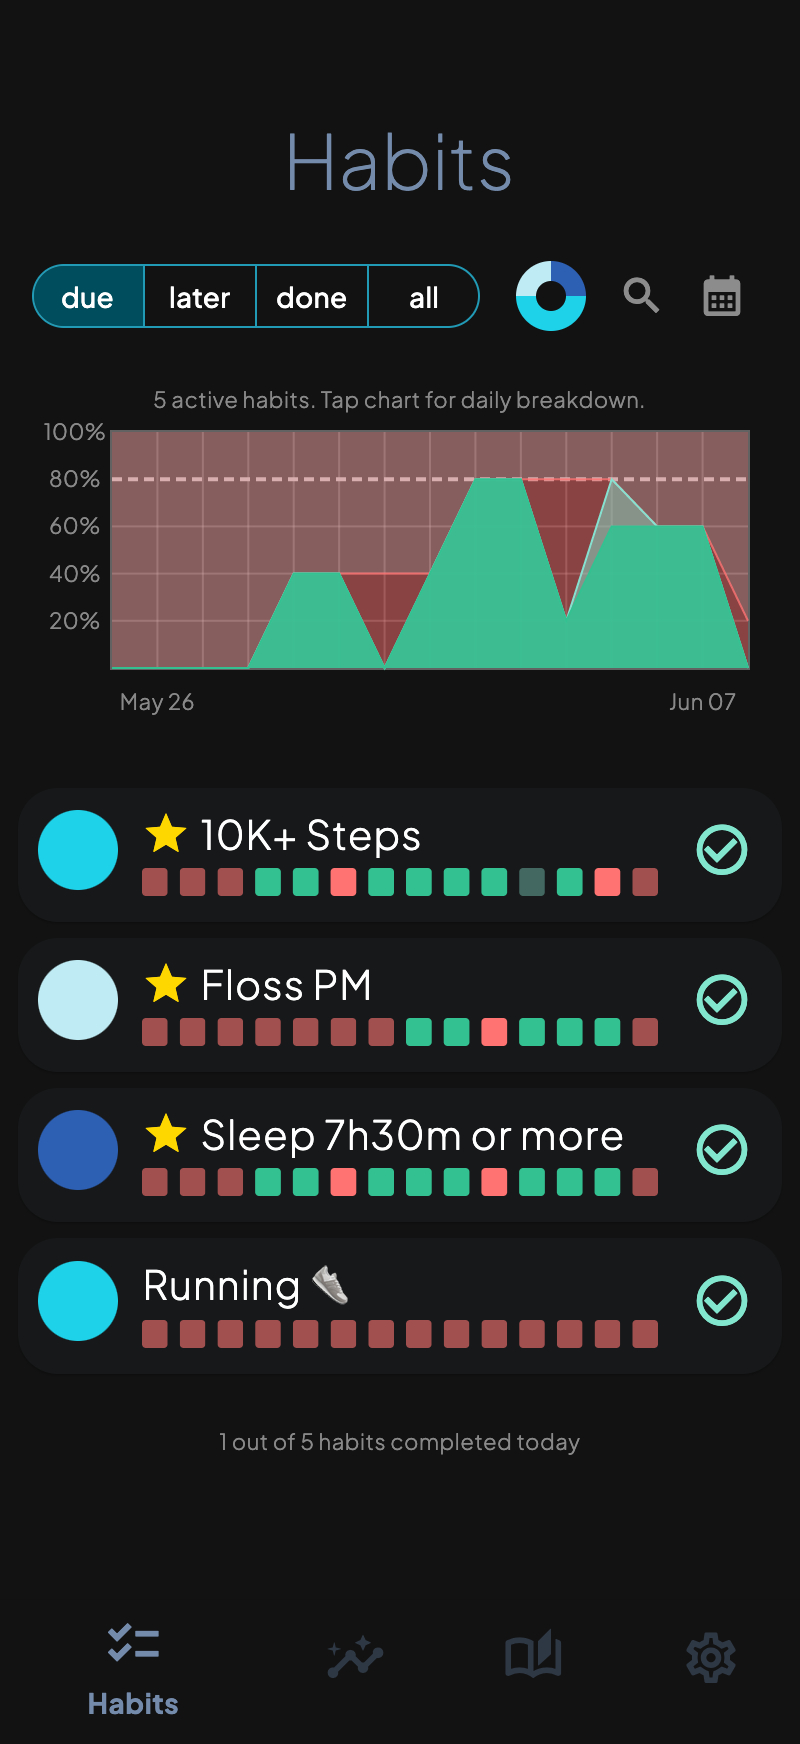 Habits
due later done all
5 active habits. Tap chart for daily breakdown.
100%
80%
60%
40%
20%
May 26 Jun 07
10K+ Steps
Floss PM
Sleep 7h30m or more
Running
1 out of 5 habits completed today
Habits